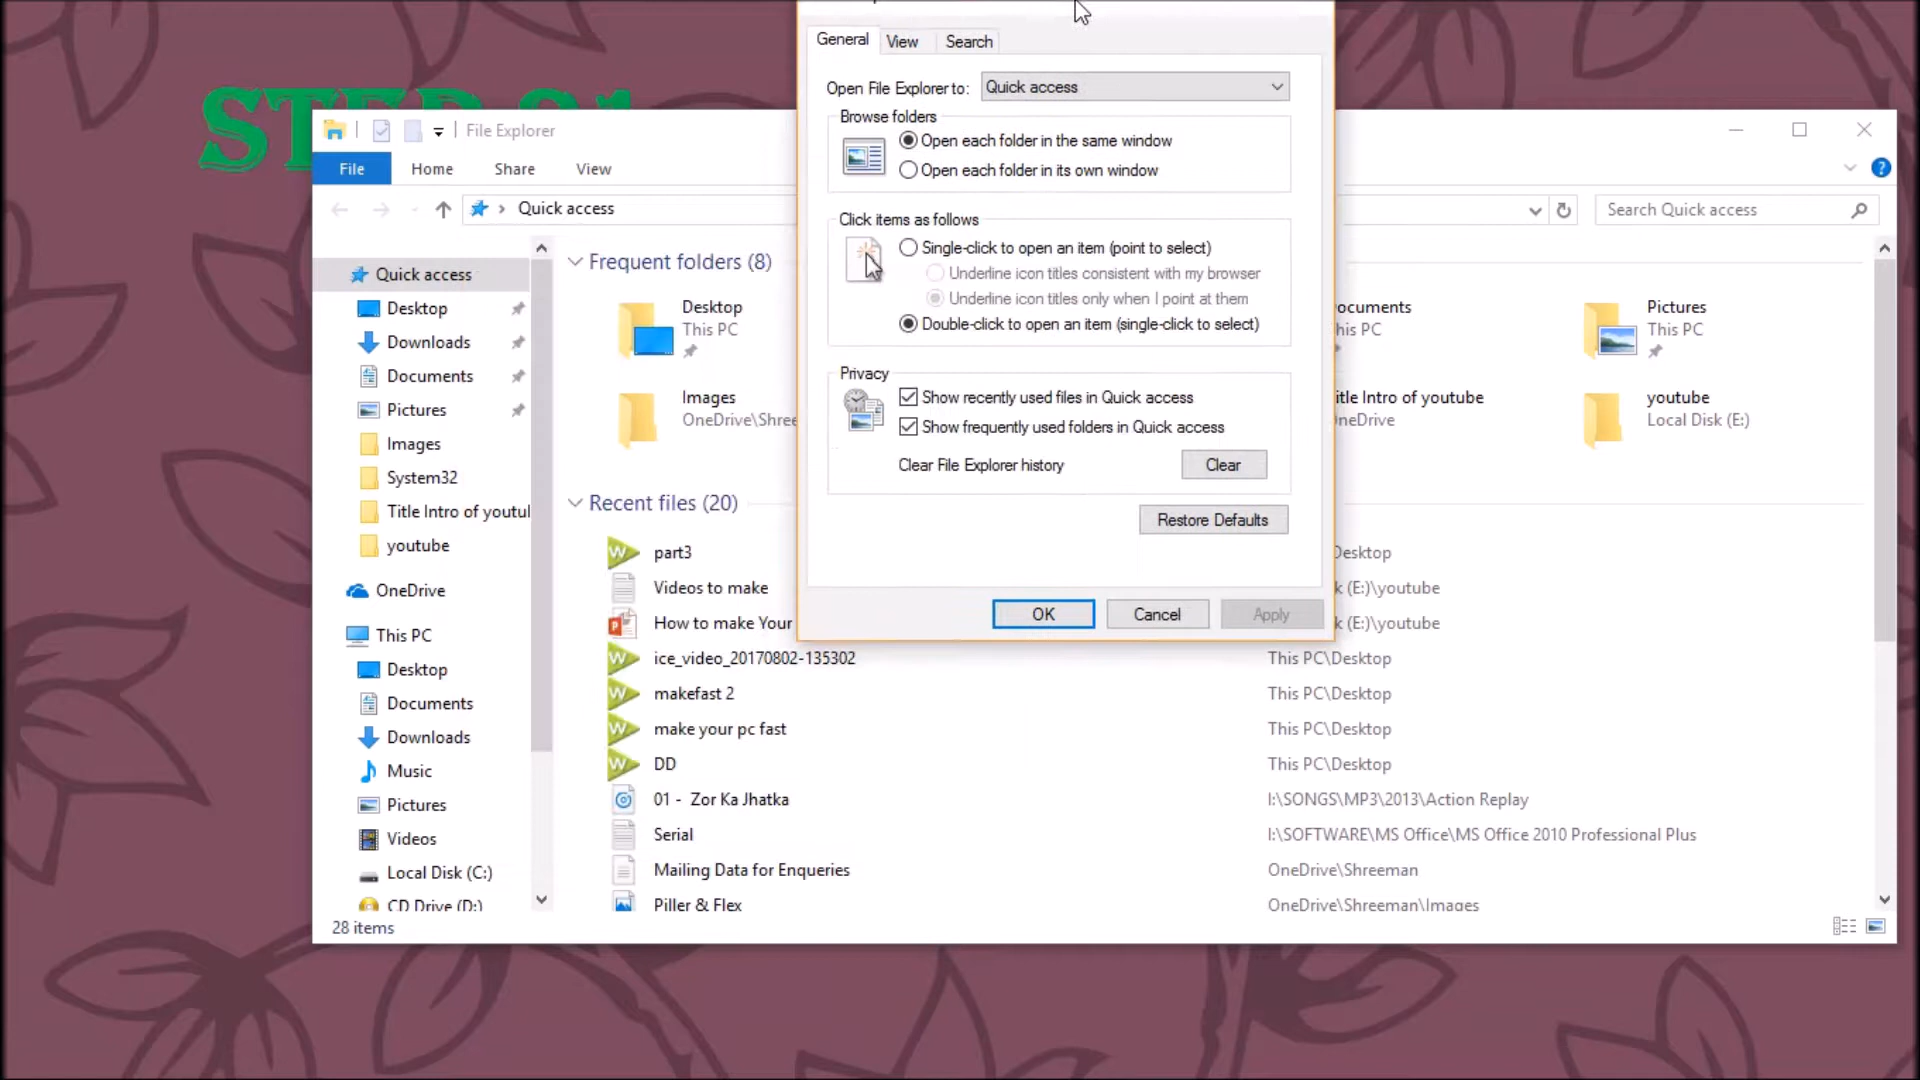 General View Search
Open File Explorer to: Quick access
Browse folders
Open each folder in the same window
Open each folder in its own window
Click items as follows
Single-click to open an item (point to select)
Underline icon titles consistent with my browser
Underline icon titles only when I point at them
Double-click to open an item (single-click to select)
Privacy
Show recently used files in Quick access
Show frequently used folders in Quick access
Clear File Explorer history Clear
Restore Defaults
OK Cancel Apply
File Explorer
File Home Share View
Quick access
Search Quick access
Quick access
Desktop
Downloads
Documents
Pictures
Images
System32
Title Intro of youtul
youtube
OneDrive
This PC
Desktop
Documents
Downloads
Music
Pictures
Videos
Local Disk (C:)
CD Drive (D:)
28 items
Frequent folders (8)
Desktop
This PC
ocuments
his PC
Pictures
This PC
Images
OneDrive\Shree
itle Intro of youtube
neDrive
youtube
Local Disk (E:)
Recent files (20)
part3 Desktop
Videos to make k (E:)\youtube
How to make Your k (E:)\youtube
ice_video_20170802-135302 This PC\Desktop
makefast 2 This PC\Desktop
make your pc fast This PC\Desktop
DD This PC\Desktop
01 - Zor Ka Jhatka I:\SONGS\MP3\2013\Action Replay
Serial I:\SOFTWARE\MS Office\MS Office 2010 Professional Plus
Mailing Data for Enqueries OneDrive\Shreeman
Piller & Flex OneDrive\Shreeman\Images